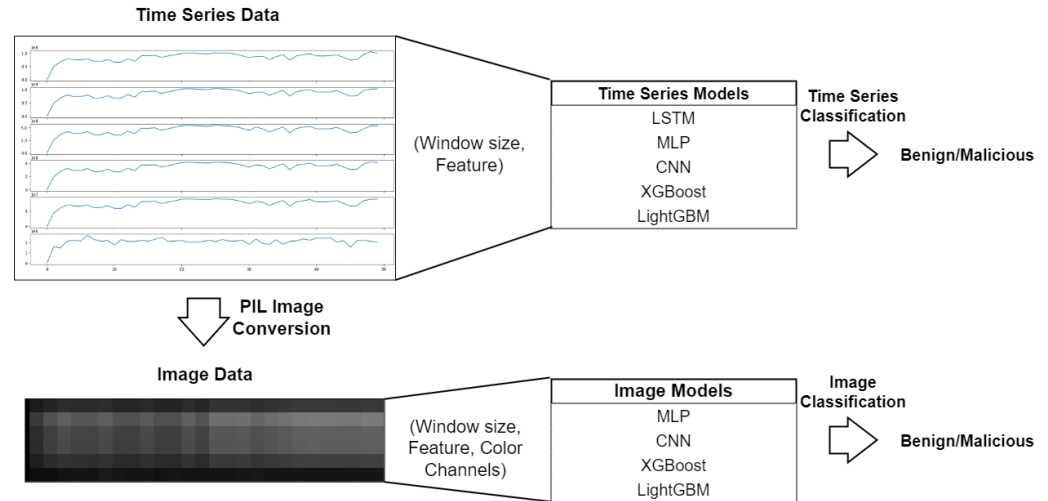 Time Series Data
(Window size,
Feature)
Time Series Models
LSTM
MLP
CNN
XGBoost
LightGBM
Time Series
Classification
Benign/Malicious
PIL Image
Conversion
Image Data
(Window size,
Feature, Color
Channels)
Image Models
MLP
CNN
XGBoost
LightGBM
Image
Classification
Benign/Malicious